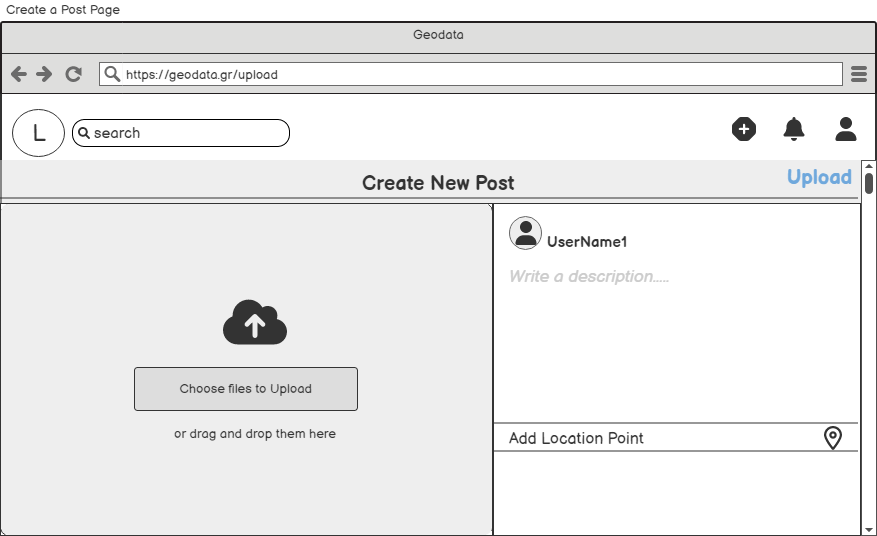 Create a Post Page
Geodata
https://geodata.gr/upload
L
search
Create New Post
Upload
UserName1
Write a description.....
Choose files to Upload
or drag and drop them here
Add Location Point